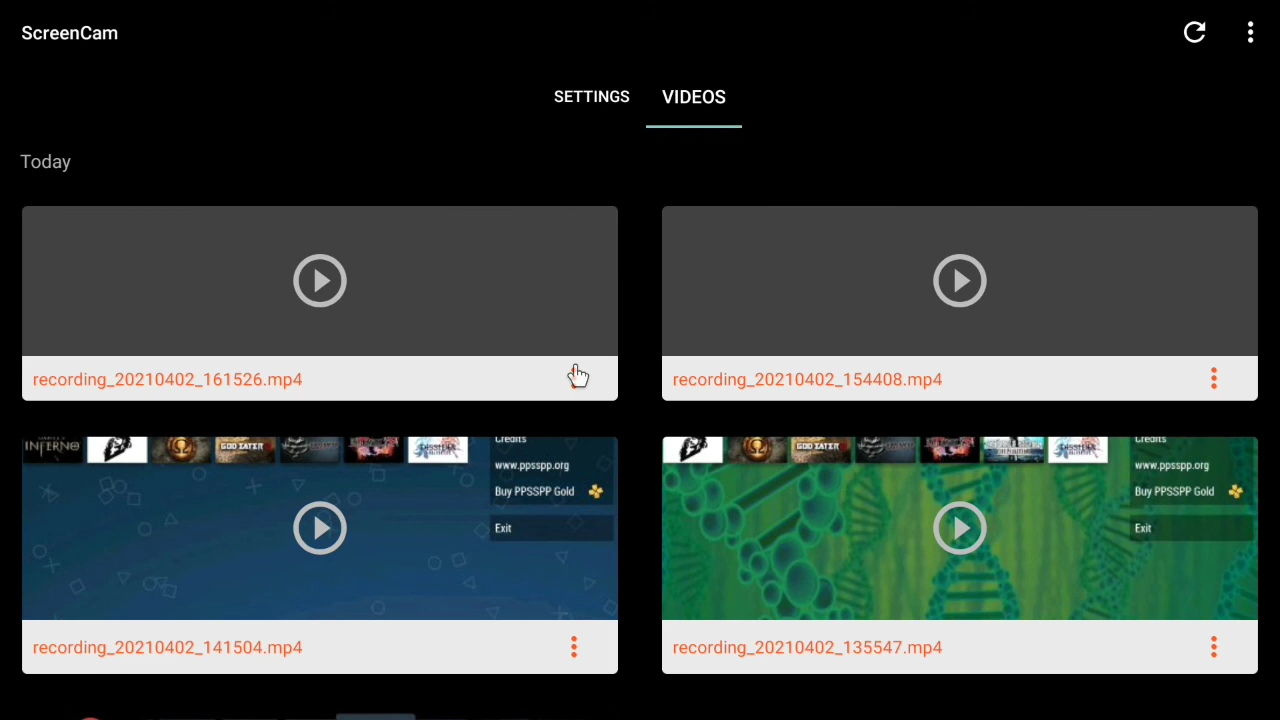 ScreenCam
SETTINGS
VIDEOS
Today
recording_20210402_161526.mp4
recording_20210402_154408.mp4
INFERNO
GOD EATER
Credits
www.ppsspp.org
Buy PPSSPP Gold
Exit
recording_20210402_141504.mp4
GOD EATER
Credits
www.ppsspp.org
Buy PPSSPP Gold
Exit
recording_20210402_135547.mp4